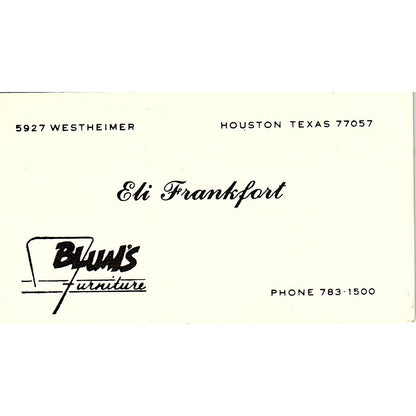 5927 WESTHEIMER
HOUSTON TEXAS 77057
Eli Frankfort
BLUM'S
Furniture
PHONE 783-1500